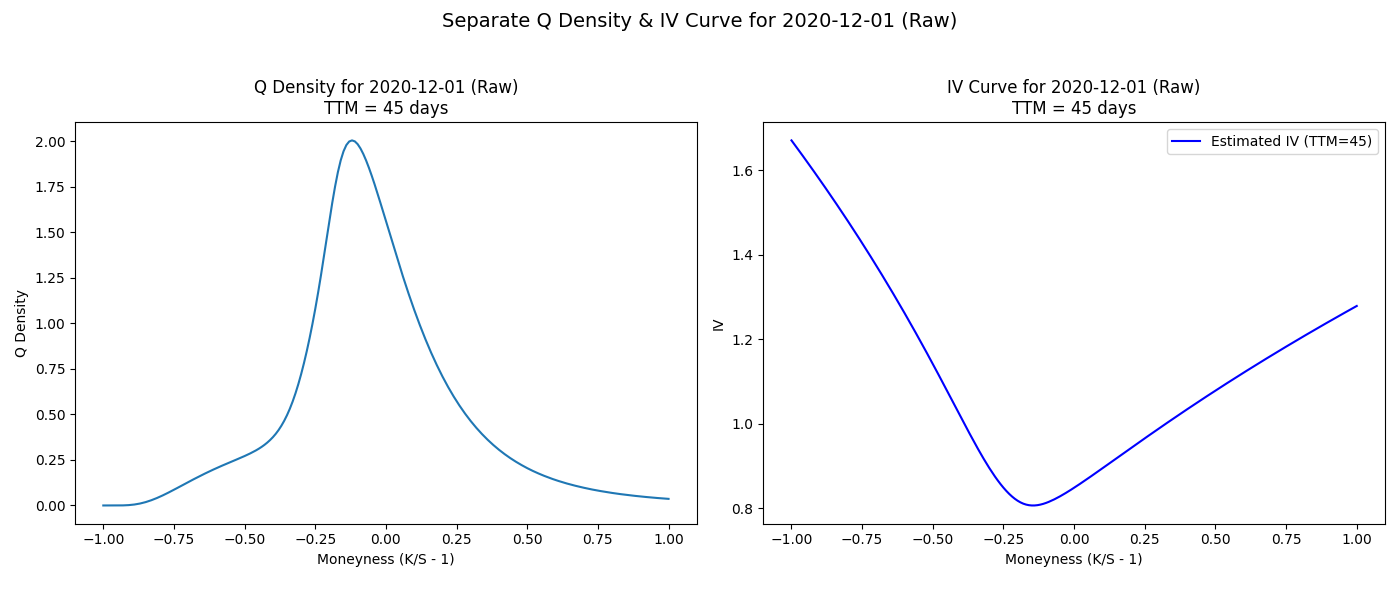 Separate Q Density & IV Curve for 2020-12-01 (Raw)
Q Density for 2020-12-01 (Raw)
TTM = 45 days
Q Density
2.00
1.75
1.50
1.25
1.00
0.75
0.50
0.25
0.00
−1.00 −0.75 −0.50 −0.25 0.00 0.25 0.50 0.75 1.00
Moneyness (K/S - 1)
IV Curve for 2020-12-01 (Raw)
TTM = 45 days
Estimated IV (TTM=45)
IV
1.6
1.4
1.2
1.0
0.8
−1.00 −0.75 −0.50 −0.25 0.00 0.25 0.50 0.75 1.00
Moneyness (K/S - 1)